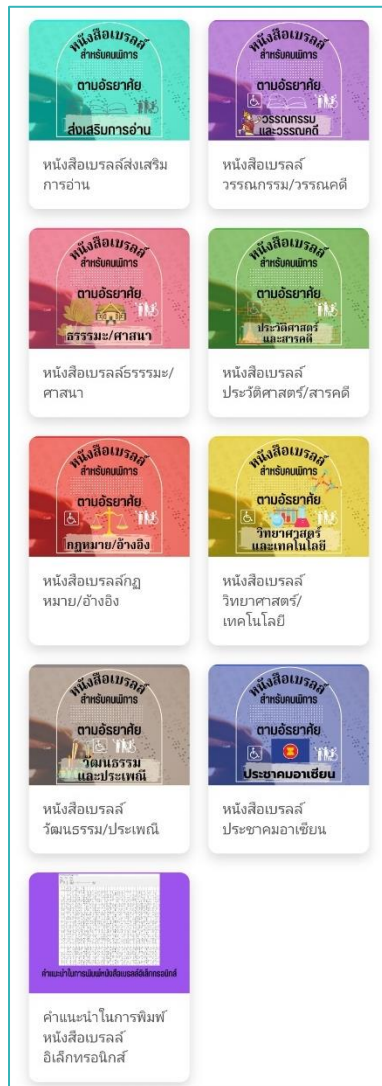 หนังสือเบรลล์
สำหรับคนพิการ
ตามอัธยาศัย
ส่งเสริมการอ่าน
หนังสือเบรลล์ส่งเสริม
การอ่าน
หนังสือเบรลล์
สำหรับคนพิการ
ตามอัธยาศัย
วรรณกรรม
และวรรณคดี
หนังสือเบรลล์
วรรณกรรม/วรรณคดี
หนังสือเบรลล์
สำหรับคนพิการ
ตามอัธยาศัย
ธรรมะ/ศาสนา
หนังสือเบรลล์ธรรมะ/
ศาสนา
หนังสือเบรลล์
สำหรับคนพิการ
ตามอัธยาศัย
ประวัติศาสตร์
และสารคดี
หนังสือเบรลล์
ประวัติศาสตร์/สารคดี
หนังสือเบรลล์
สำหรับคนพิการ
ตามอัธยาศัย
กฎหมาย/อ้างอิง
หนังสือเบรลล์กฎ
หมาย/อ้างอิง
หนังสือเบรลล์
สำหรับคนพิการ
ตามอัธยาศัย
วิทยาศาสตร์
และเทคโนโลยี
หนังสือเบรลล์
วิทยาศาสตร์/
เทคโนโลยี
หนังสือเบรลล์
สำหรับคนพิการ
ตามอัธยาศัย
วัฒนธรรม
และประเพณี
หนังสือเบรลล์
วัฒนธรรม/ประเพณี
หนังสือเบรลล์
สำหรับคนพิการ
ตามอัธยาศัย
ประชาคมอาเซียน
หนังสือเบรลล์
ประชาคมอาเซียน
คำแนะนำในการพิมพ์หนังสือเบรลล์อิเล็กทรอนิกส์
คำแนะนำในการพิมพ์
หนังสือเบรลล์
อิเล็กทรอนิกส์